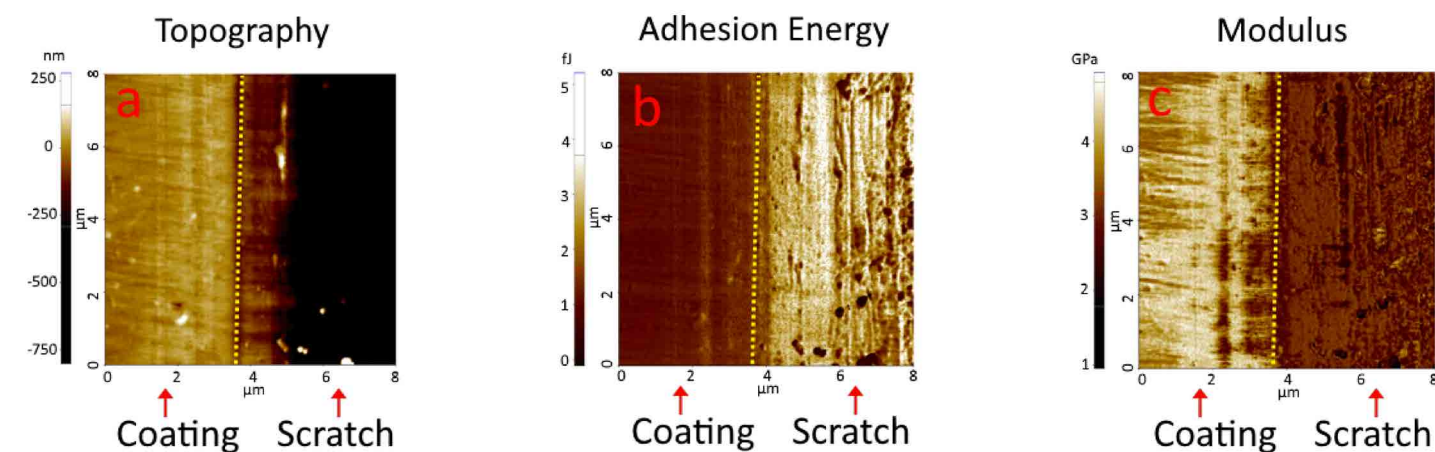 Topography
nm
250
0
-250
-500
-750
a
8
6
4
2
0
μm
0 2 4 6 8
μm
Coating Scratch
Adhesion Energy
fJ
5
4
3
2
1
0
b
8
6
4
2
0
μm
0 2 4 6 8
μm
Coating Scratch
Modulus
GPa
4
3
2
1
c
8
6
4
2
0
μm
0 2 4 6 8
μm
Coating Scratch